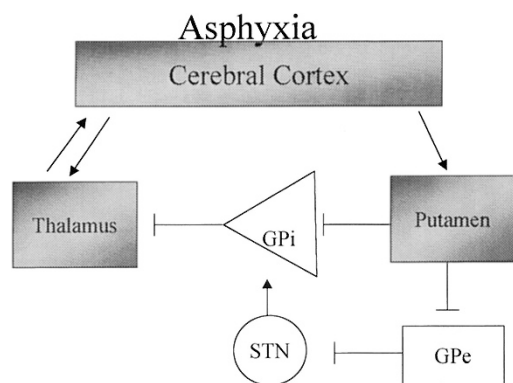 Asphyxia
Cerebral Cortex
Thalamus
GPi
Putamen
STN
GPe